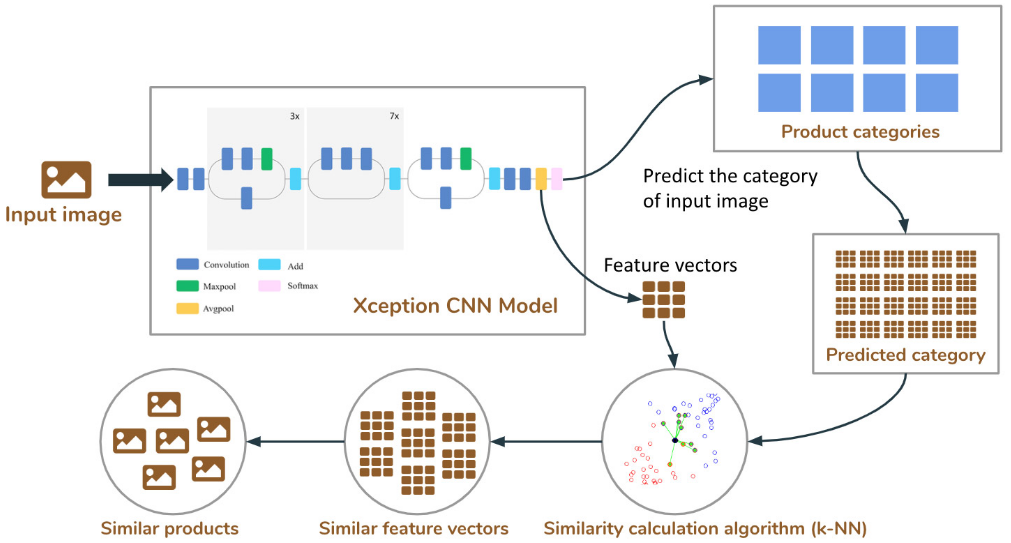 Product categories
3x
7x
Input image
Predict the category
of input image
Convolution
Add
Maxpool
Softmax
Avgpool
Xception CNN Model
Feature vectors
Predicted category
Similar products
Similar feature vectors
Similarity calculation algorithm (k-NN)